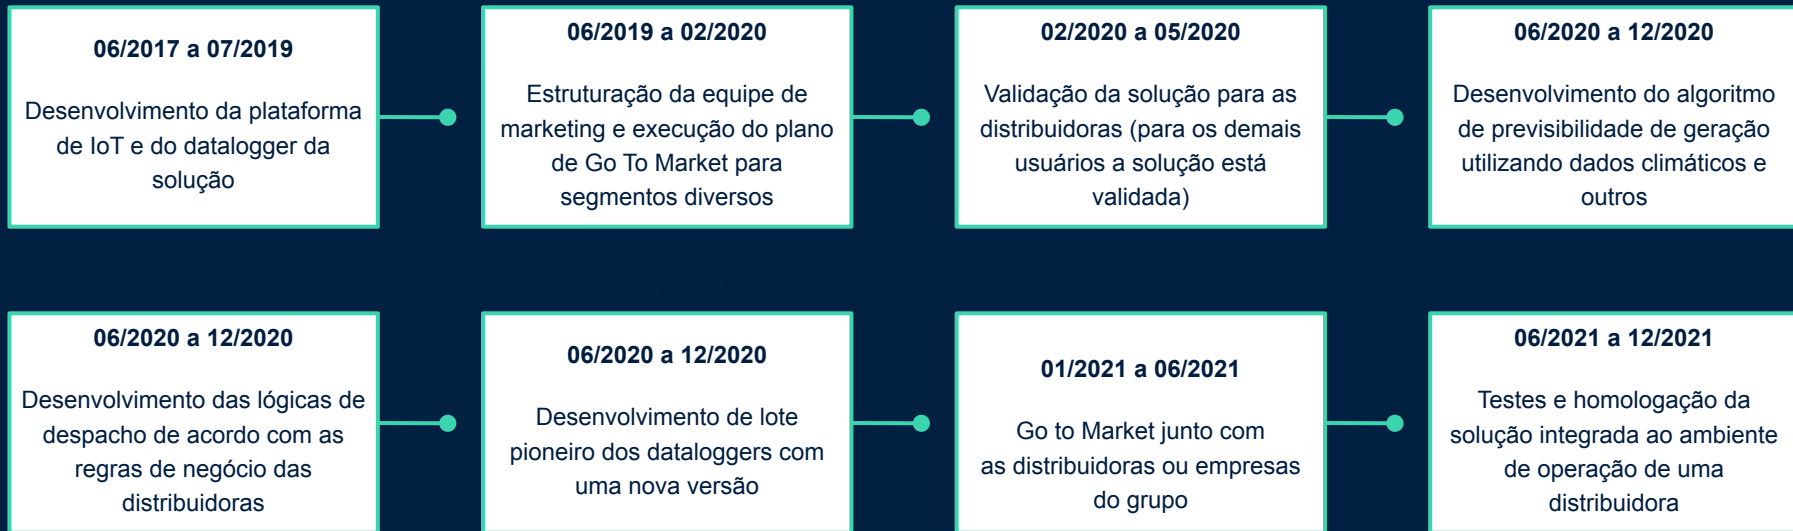 06/2017 a 07/2019
Desenvolvimento da plataforma
de IoT e do datalogger da
solução
06/2019 a 02/2020
Estruturação da equipe de
marketing e execução do plano
de Go To Market para
segmentos diversos
02/2020 a 05/2020
Validação da solução para as
distribuidoras (para os demais
usuários a solução está
validada)
06/2020 a 12/2020
Desenvolvimento do algoritmo
de previsibilidade de geração
utilizando dados climáticos e
outros
06/2020 a 12/2020
Desenvolvimento das lógicas de
despacho de acordo com as
regras de negócio das
distribuidoras
06/2020 a 12/2020
Desenvolvimento de lote
pioneiro dos dataloggers com
uma nova versão
01/2021 a 06/2021
Go to Market junto com
as distribuidoras ou empresas
do grupo
06/2021 a 12/2021
Testes e homologação da
solução integrada ao ambiente
de operação de uma
distribuidora